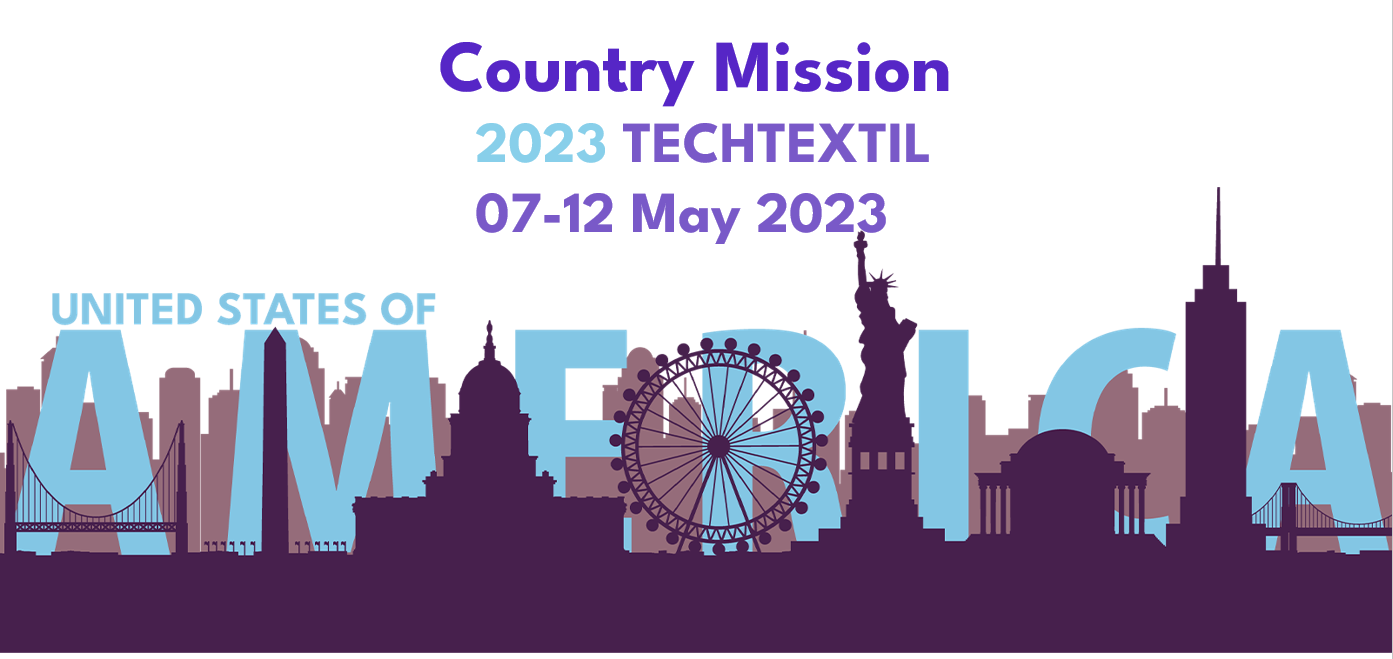 Country Mission
2023 TECHTEXTIL
07-12 May 2023
UNITED STATES OF
AMERICA